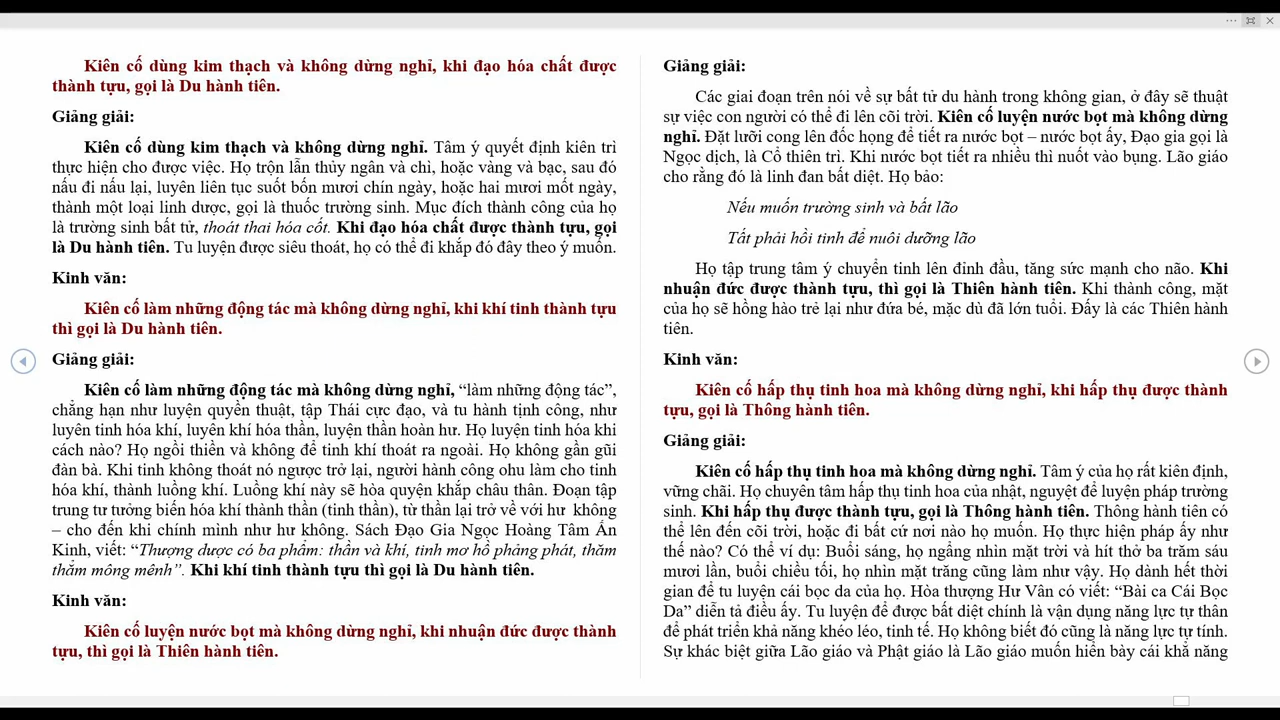 Kiên cố dùng kim thạch và không dừng nghỉ, khi đạo hóa chất được
thành tựu, gọi là Du hành tiên.
Giảng giải:
Kiên cố dùng kim thạch và không dừng nghỉ. Tâm ý quyết định kiên trì
thực hiện cho được việc. Họ trộn lẫn thủy ngân và chì, hoặc vàng và bạc, sau đó
nấu đi nấu lại, luyên liên tục suốt bốn mươi chín ngày, hoặc hai mươi mốt ngày,
thành một loại linh dược, gọi là thuốc trường sinh. Mục đích thành công của họ
là trường sinh bất tử, thoát thai hóa cốt. Khi đạo hóa chất được thành tựu, gọi
là Du hành tiên. Tu luyện được siêu thoát, họ có thể đi khắp đó đây theo ý muốn.
Kinh văn:
Kiên cố làm những động tác mà không dừng nghỉ, khi khí tinh thành tựu
thì gọi là Du hành tiên.
Giảng giải:
Kiên cố làm những động tác mà không dừng nghỉ, “làm những động tác”,
chẳng hạn như luyện quyền thuật, tập Thái cực đạo, và tu hành tịnh công, như
luyên tinh hóa khí, luyên khí hóa thần, luyện thần hoàn hư. Họ luyện tinh hóa khi
cách nào? Họ ngồi thiền và không để tinh khí thoát ra ngoài. Họ không gần gũi
đàn bà. Khi tinh không thoát nó ngược trở lại, người hành công ohu làm cho tinh
hóa khí, thành luồng khí. Luồng khí này sẽ hòa quyện khắp châu thân. Đoạn tập
trung tư tưởng biến hóa khí thành thần (tinh thần), từ thần lại trở về với hư không
– cho đến khi chính mình như hư không. Sách Đạo Gia Ngọc Hoàng Tâm Ấn
Kinh, viết: “Thượng dược có ba phẩm: thần và khí, tinh mơ hồ phảng phát, thăm
thẳm mông mênh”. Khi khí tinh thành tựu thì gọi là Du hành tiên.
Kinh văn:
Kiên cố luyện nước bọt mà không dừng nghỉ, khi nhuận đức được thành
tựu, thì gọi là Thiên hành tiên.
Giảng giải:
Các giai đoạn trên nói về sự bất tử du hành trong không gian, ở đây sẽ thuật
sự việc con người có thể đi lên cõi trời. Kiên cố luyện nước bọt mà không dừng
nghỉ. Đặt lưỡi cong lên đốc họng để tiết ra nước bọt – nước bọt ấy, Đạo gia gọi là
Ngọc dịch, là Cổ thiên trì. Khi nước bọt tiết ra nhiều thì nuốt vào bụng. Lão giáo
cho rằng đó là linh đan bất diệt. Họ bảo:
Nếu muốn trường sinh và bất lão
Tất phải hồi tinh để nuôi dưỡng lão
Họ tập trung tâm ý chuyển tinh lên đỉnh đầu, tăng sức mạnh cho não. Khi
nhuận đức được thành tựu, thì gọi là Thiên hành tiên. Khi thành công, mặt
của họ sẽ hồng hào trẻ lại như đứa bé, mặc dù đã lớn tuổi. Đấy là các Thiên hành
tiên.
Kinh văn:
Kiên cố hấp thụ tinh hoa mà không dừng nghỉ, khi hấp thụ được thành
tựu, gọi là Thông hành tiên.
Giảng giải:
Kiên cố hấp thụ tinh hoa mà không dừng nghỉ. Tâm ý của họ rất kiên định,
vững chãi. Họ chuyên tâm hấp thụ tinh hoa của nhật, nguyệt để luyện pháp trường
sinh. Khi hấp thụ được thành tựu, gọi là Thông hành tiên. Thông hành tiên có
thể lên đến cõi trời, hoặc đi bất cứ nơi nào họ muốn. Họ thực hiện pháp ấy như
thế nào? Có thể ví dụ: Buổi sáng, họ ngẩng nhìn mặt trời và hít thở ba trăm sáu
mươi lần, buổi chiều tối, họ nhìn mặt trăng cũng làm như vậy. Họ dành hết thời
gian để tu luyện cái bọc da của họ. Hòa thượng Hư Vân có viết: “Bài ca Cái Bọc
Da” diễn tả điều ấy. Tu luyện để được bất diệt chính là vận dụng năng lực tự thân
để phát triển khả năng khéo léo, tinh tế. Họ không biết đó cũng là năng lực tự tính.
Sự khác biệt giữa Lão giáo và Phật giáo là Lão giáo muốn hiển bày cái khả năng